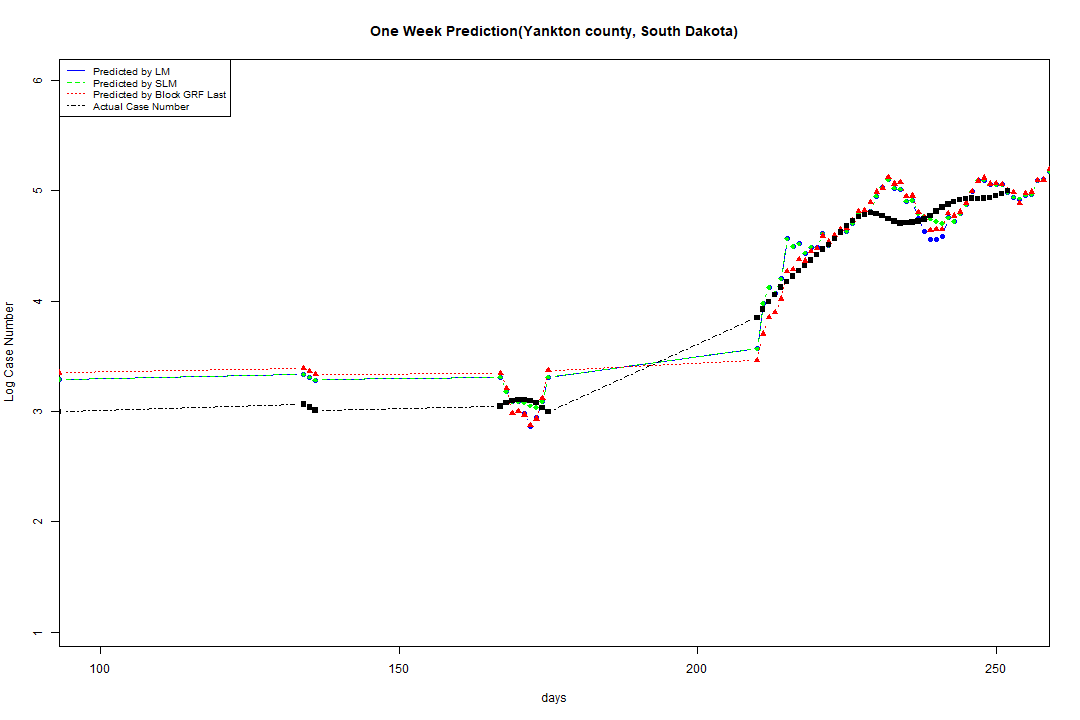 One Week Prediction(Yankton county, South Dakota)
Predicted by LM
Predicted by SLM
Predicted by Block GRF Last
Actual Case Number
6
5
4
3
2
1
Log Case Number
100 150 200 250
days